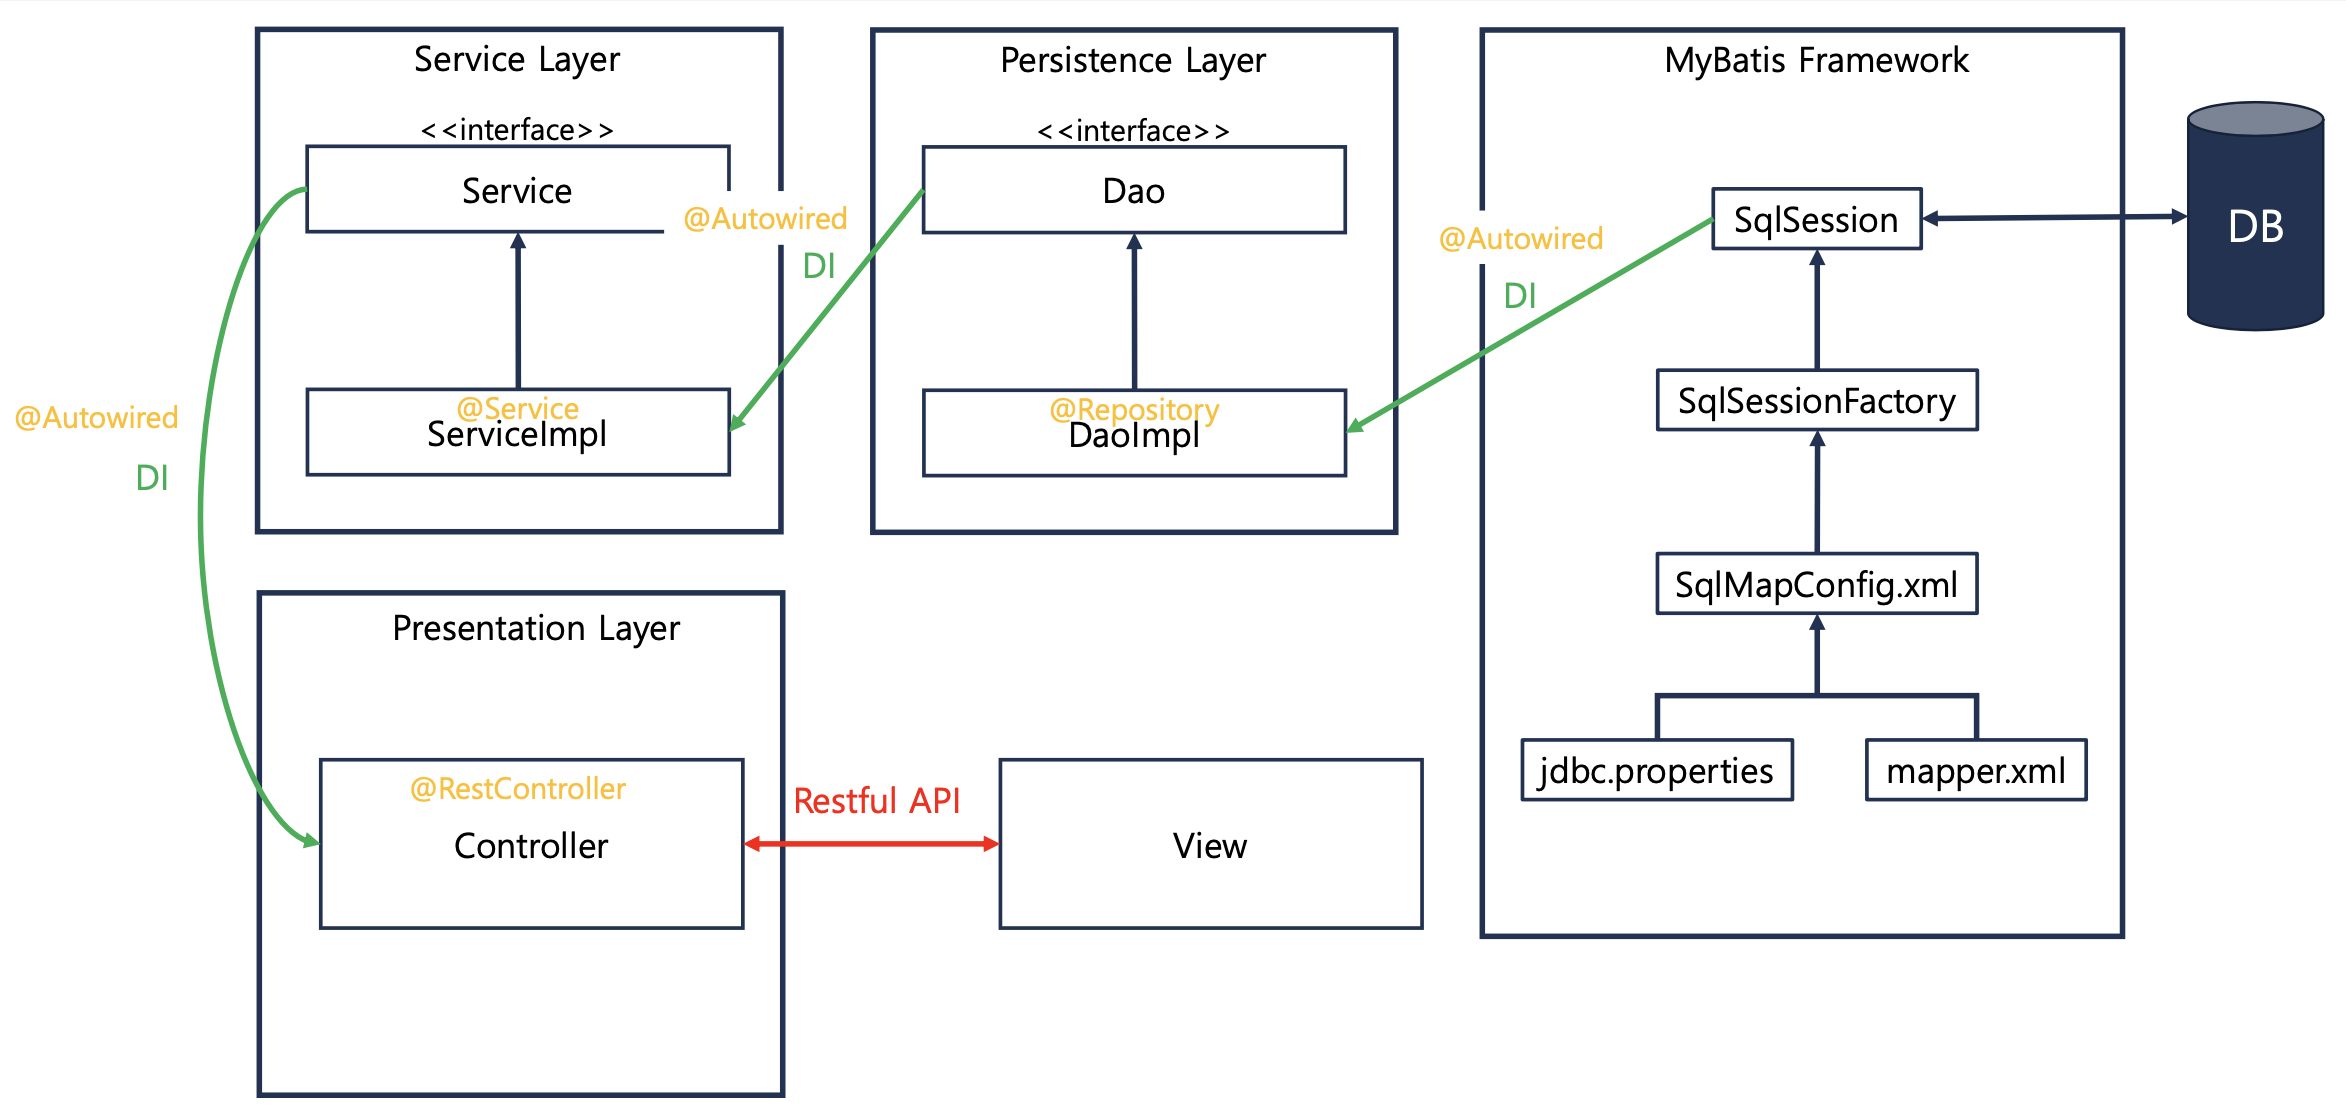 Service Layer
<<interface>>
Service
@Autowired
DI
@Service
ServiceImpl
Persistence Layer
<<interface>>
Dao
@Repository
DaoImpl
@Autowired
DI
MyBatis Framework
SqlSession
SqlSessionFactory
SqlMapConfig.xml
jdbc.properties
mapper.xml
DB
@Autowired
DI
Presentation Layer
@RestController
Controller
Restful API
View